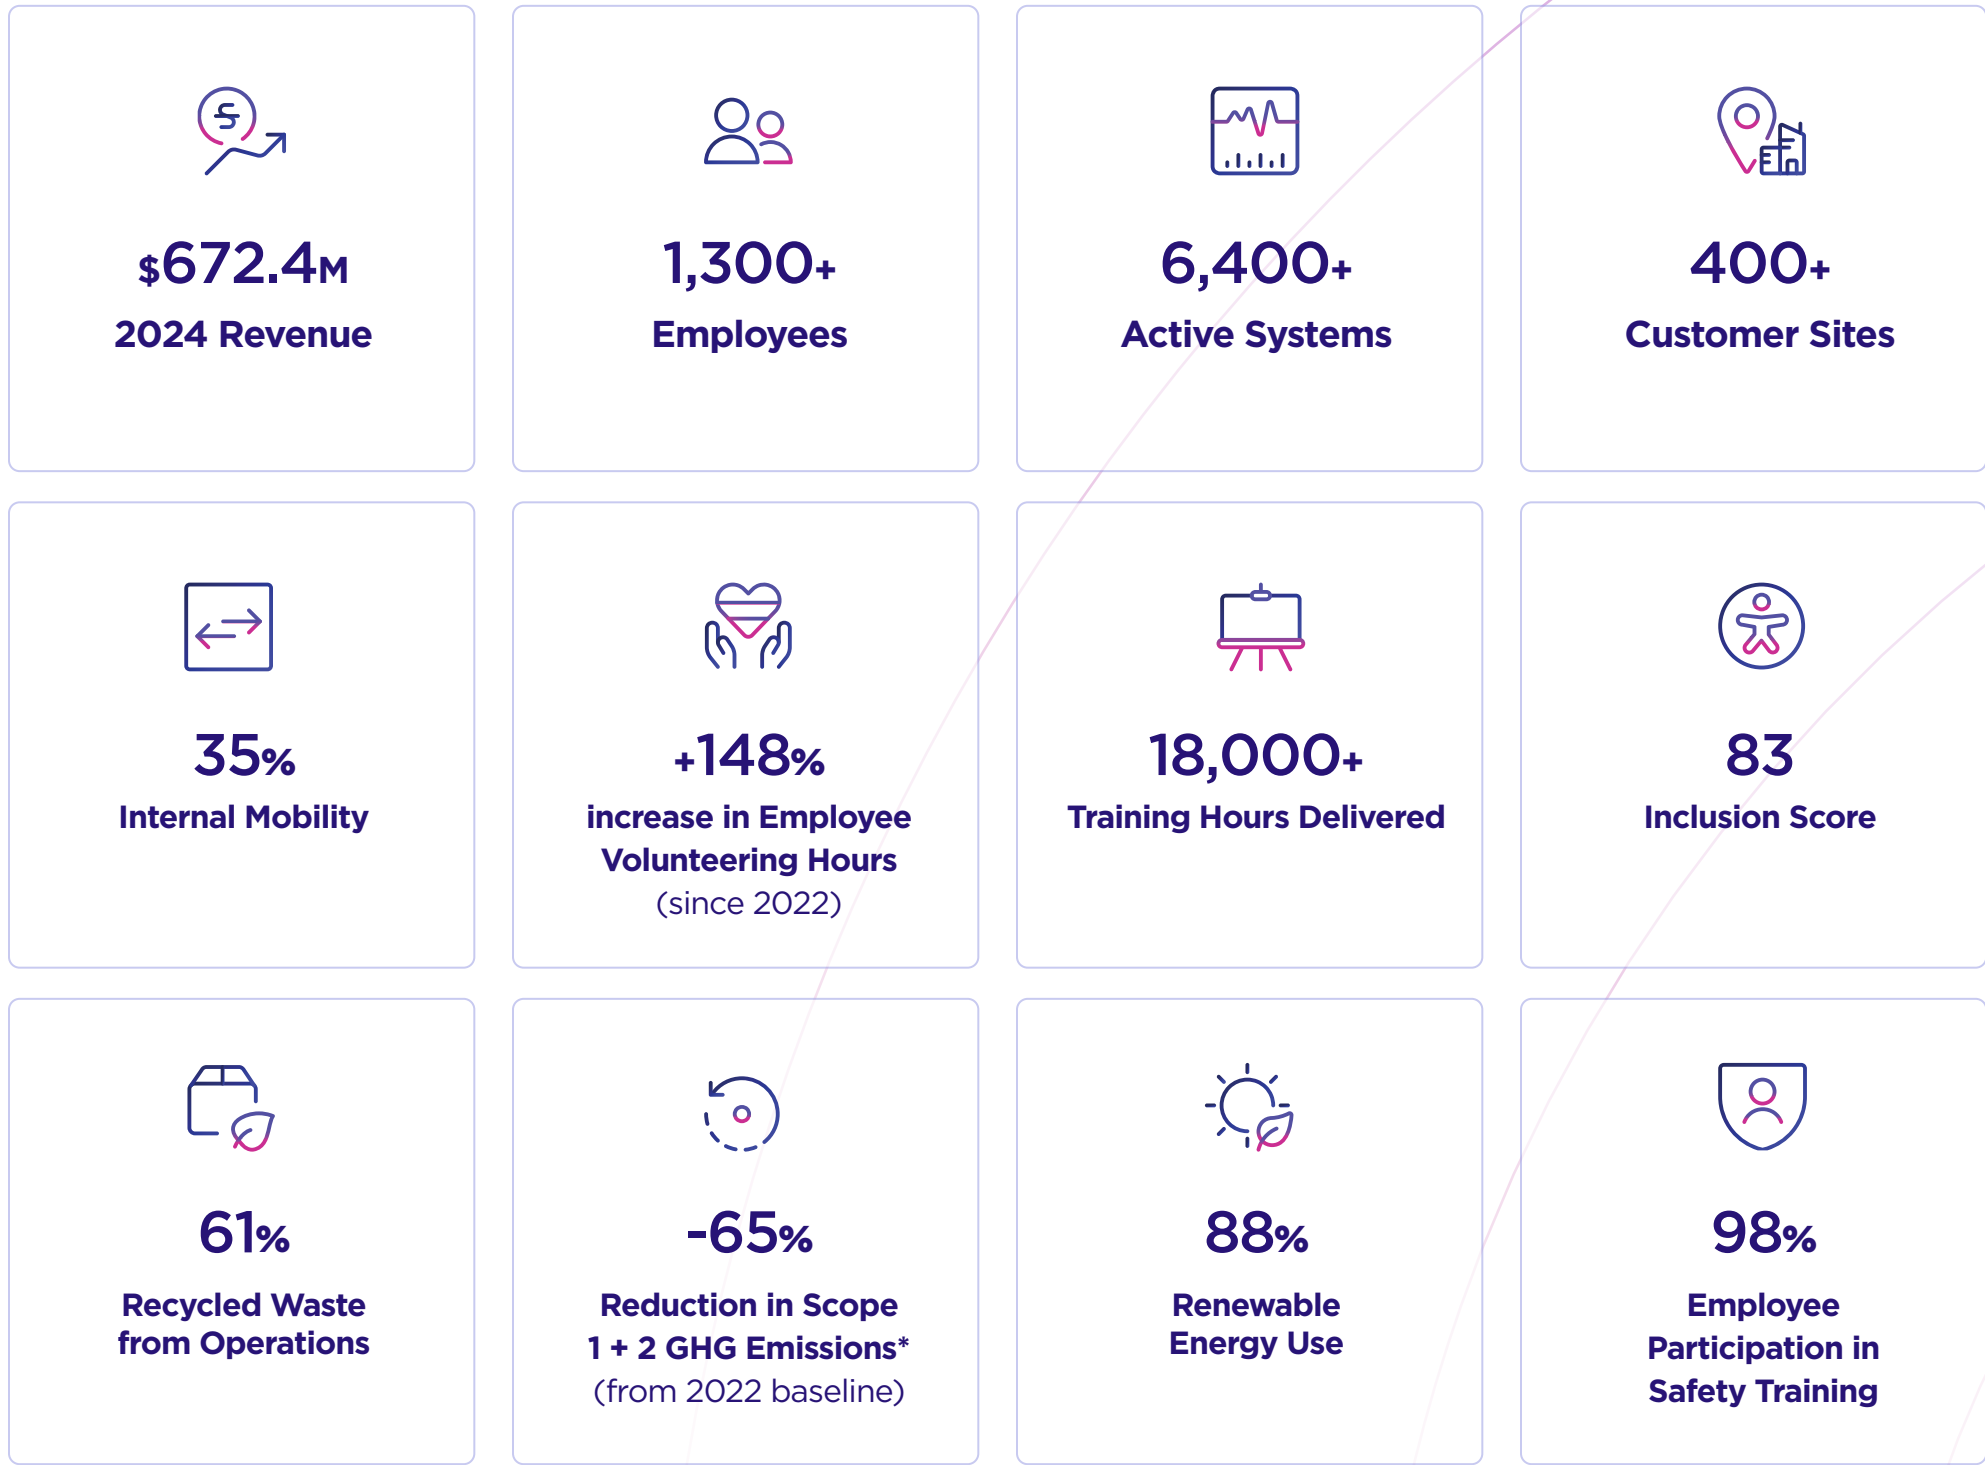 $672.4M
2024 Revenue
1,300+
Employees
6,400+
Active Systems
400+
Customer Sites
35%
Internal Mobility
+148%
increase in Employee
Volunteering Hours
(since 2022)
18,000+
Training Hours Delivered
83
Inclusion Score
61%
Recycled Waste
from Operations
-65%
Reduction in Scope
1 + 2 GHG Emissions*
(from 2022 baseline)
88%
Renewable
Energy Use
98%
Employee
Participation in
Safety Training